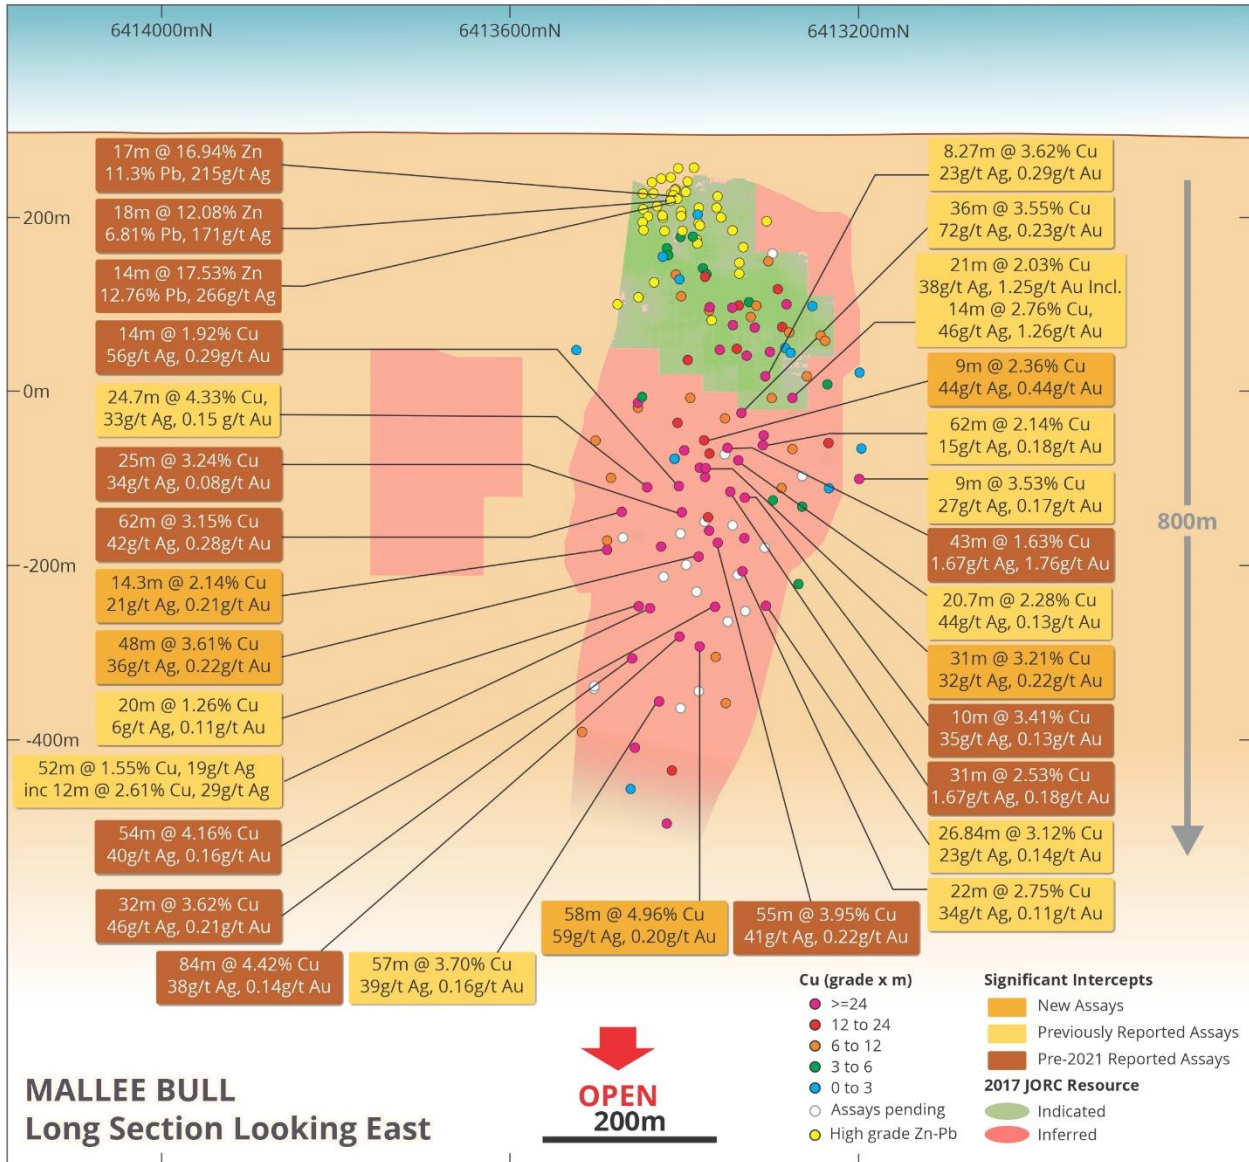 6414000mN
6413600mN
6413200mN
200m
0m
-200m
-400m
17m @ 16.94% Zn
11.3% Pb, 215g/t Ag
18m @ 12.08% Zn
6.81% Pb, 171g/t Ag
14m @ 17.53% Zn
12.76% Pb, 266g/t Ag
14m @ 1.92% Cu
56g/t Ag, 0.29g/t Au
24.7m @ 4.33% Cu,
33g/t Ag, 0.15 g/t Au
25m @ 3.24% Cu
34g/t Ag, 0.08g/t Au
62m @ 3.15% Cu
42g/t Ag, 0.28g/t Au
14.3m @ 2.14% Cu
21g/t Ag, 0.21g/t Au
48m @ 3.61% Cu
36g/t Ag, 0.22g/t Au
20m @ 1.26% Cu
6g/t Ag, 0.11g/t Au
52m @ 1.55% Cu, 19g/t Ag
inc 12m @ 2.61% Cu, 29g/t Ag
54m @ 4.16% Cu
40g/t Ag, 0.16g/t Au
32m @ 3.62% Cu
46g/t Ag, 0.21g/t Au
84m @ 4.42% Cu
38g/t Ag, 0.14g/t Au
57m @ 3.70% Cu
39g/t Ag, 0.16g/t Au
58m @ 4.96% Cu
59g/t Ag, 0.20g/t Au
55m @ 3.95% Cu
41g/t Ag, 0.22g/t Au
8.27m @ 3.62% Cu
23g/t Ag, 0.29g/t Au
36m @ 3.55% Cu
72g/t Ag, 0.23g/t Au
21m @ 2.03% Cu
38g/t Ag, 1.25g/t Au Incl.
14m @ 2.76% Cu,
46g/t Ag, 1.26g/t Au
9m @ 2.36% Cu
44g/t Ag, 0.44g/t Au
62m @ 2.14% Cu
15g/t Ag, 0.18g/t Au
9m @ 3.53% Cu
27g/t Ag, 0.17g/t Au
43m @ 1.63% Cu
1.67g/t Ag, 1.76g/t Au
20.7m @ 2.28% Cu
44g/t Ag, 0.13g/t Au
31m @ 3.21% Cu
32g/t Ag, 0.22g/t Au
10m @ 3.41% Cu
35g/t Ag, 0.13g/t Au
31m @ 2.53% Cu
1.67g/t Ag, 0.18g/t Au
26.84m @ 3.12% Cu
23g/t Ag, 0.14g/t Au
22m @ 2.75% Cu
34g/t Ag, 0.11g/t Au
800m
MALLEE BULL
Long Section Looking East
OPEN
200m
Cu (grade x m)
>=24
12 to 24
6 to 12
3 to 6
0 to 3
Assays pending
High grade Zn-Pb
Significant Intercepts
New Assays
Previously Reported Assays
Pre-2021 Reported Assays
2017 JORC Resource
Indicated
Inferred